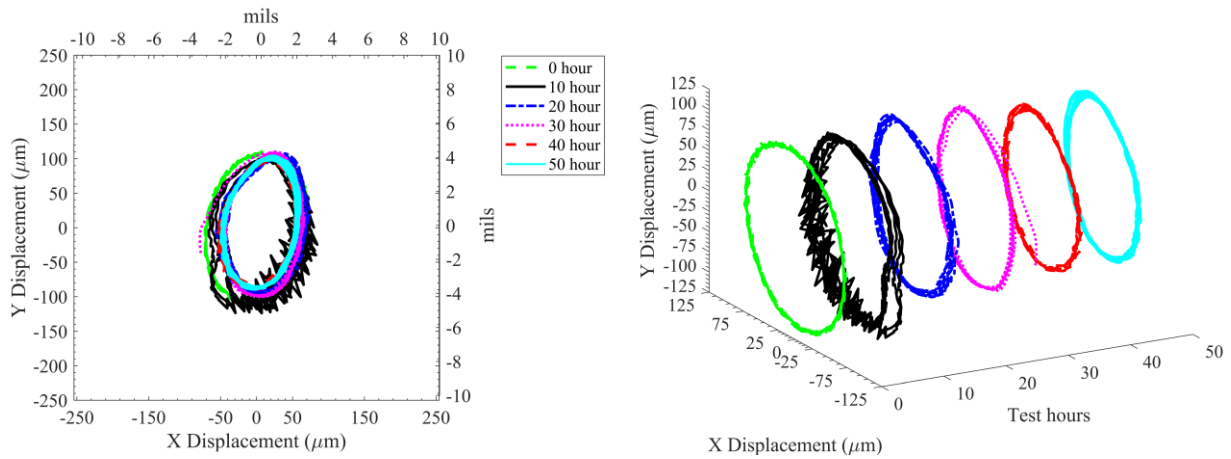 mils
-10 -8 -6 -4 -2 0 2 4 6 8 10
250 10
200 8
150 6
100 4
50 2
0 0
-50 -2
-100 -4
-150 -6
-200 -8
-250 -10
Y Displacement (μm)
mils
-250 -150 -50 0 50 150 250
X Displacement (μm)
0 hour
10 hour
20 hour
30 hour
40 hour
50 hour
125
100
75
50
25
0
-25
-50
-75
-100
-125
Y Displacement (μm)
125
75
25
0
-25
-75
-125
X Displacement (μm)
0
10
20
30
40
50
Test hours